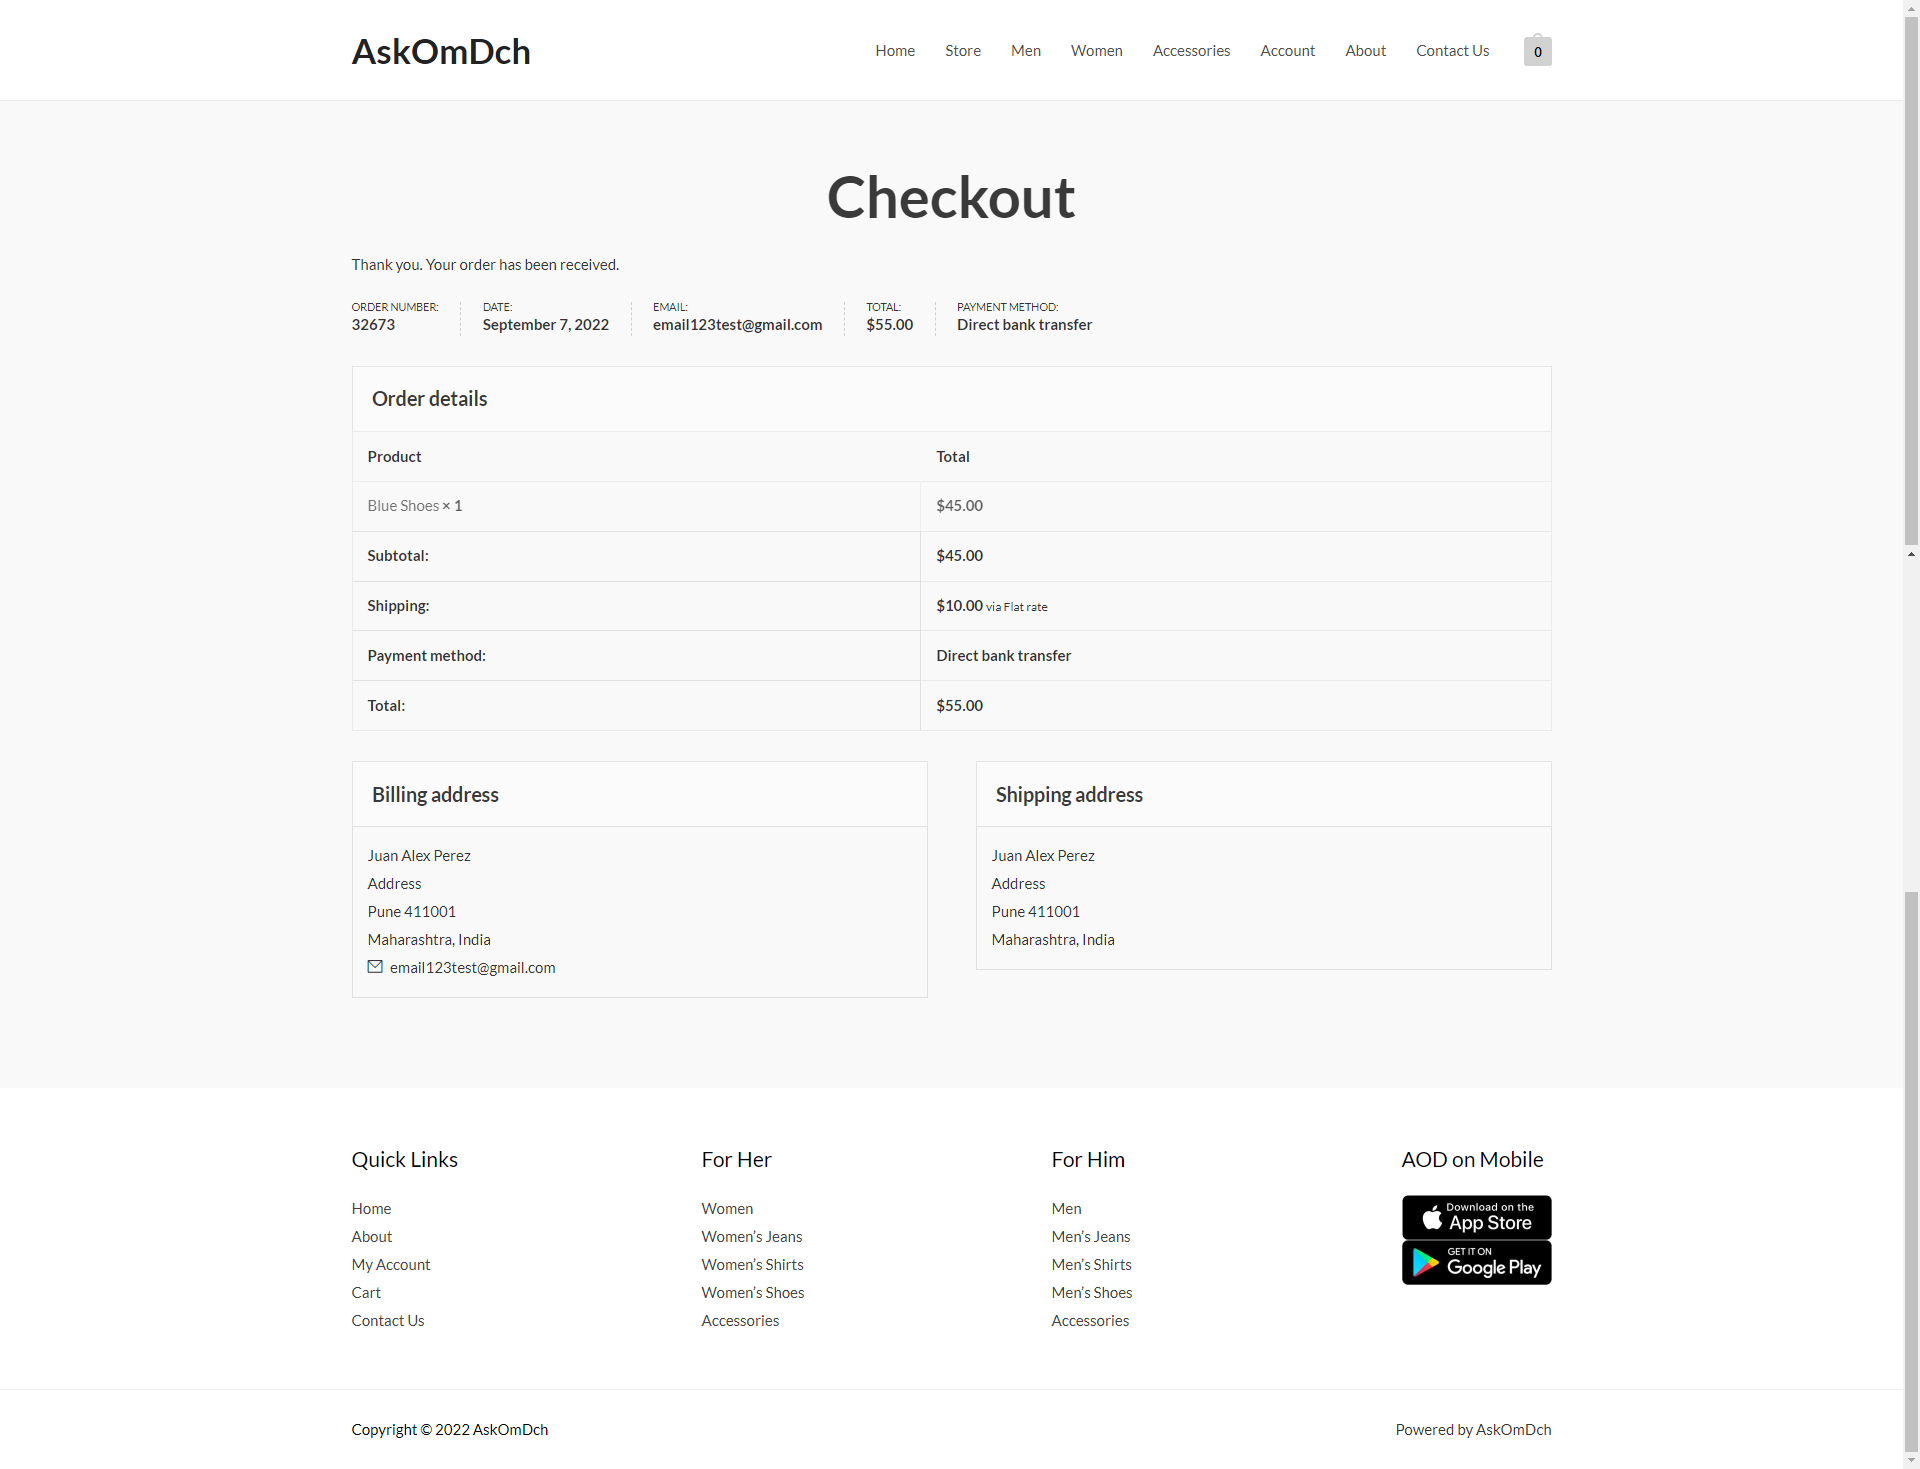 AskOmDch
Home Store Men Women Accessories Account About Contact Us 0
Checkout
Thank you. Your order has been received.
ORDER NUMBER: DATE: EMAIL: TOTAL: PAYMENT METHOD:
32673 September 7, 2022 email123test@gmail.com $55.00 Direct bank transfer
Order details
Product Total
Blue Shoes × 1 $45.00
Subtotal: $45.00
Shipping: $10.00 via Flat rate
Payment method: Direct bank transfer
Total: $55.00
Billing address
Juan Alex Perez
Address
Pune 411001
Maharashtra, India
email123test@gmail.com
Shipping address
Juan Alex Perez
Address
Pune 411001
Maharashtra, India
Quick Links
Home
About
My Account
Cart
Contact Us
For Her
Women
Women’s Jeans
Women’s Shirts
Women’s Shoes
Accessories
For Him
Men
Men’s Jeans
Men’s Shirts
Men’s Shoes
Accessories
AOD on Mobile
Download on the
App Store
GET IT ON
Google Play
Copyright © 2022 AskOmDch
Powered by AskOmDch